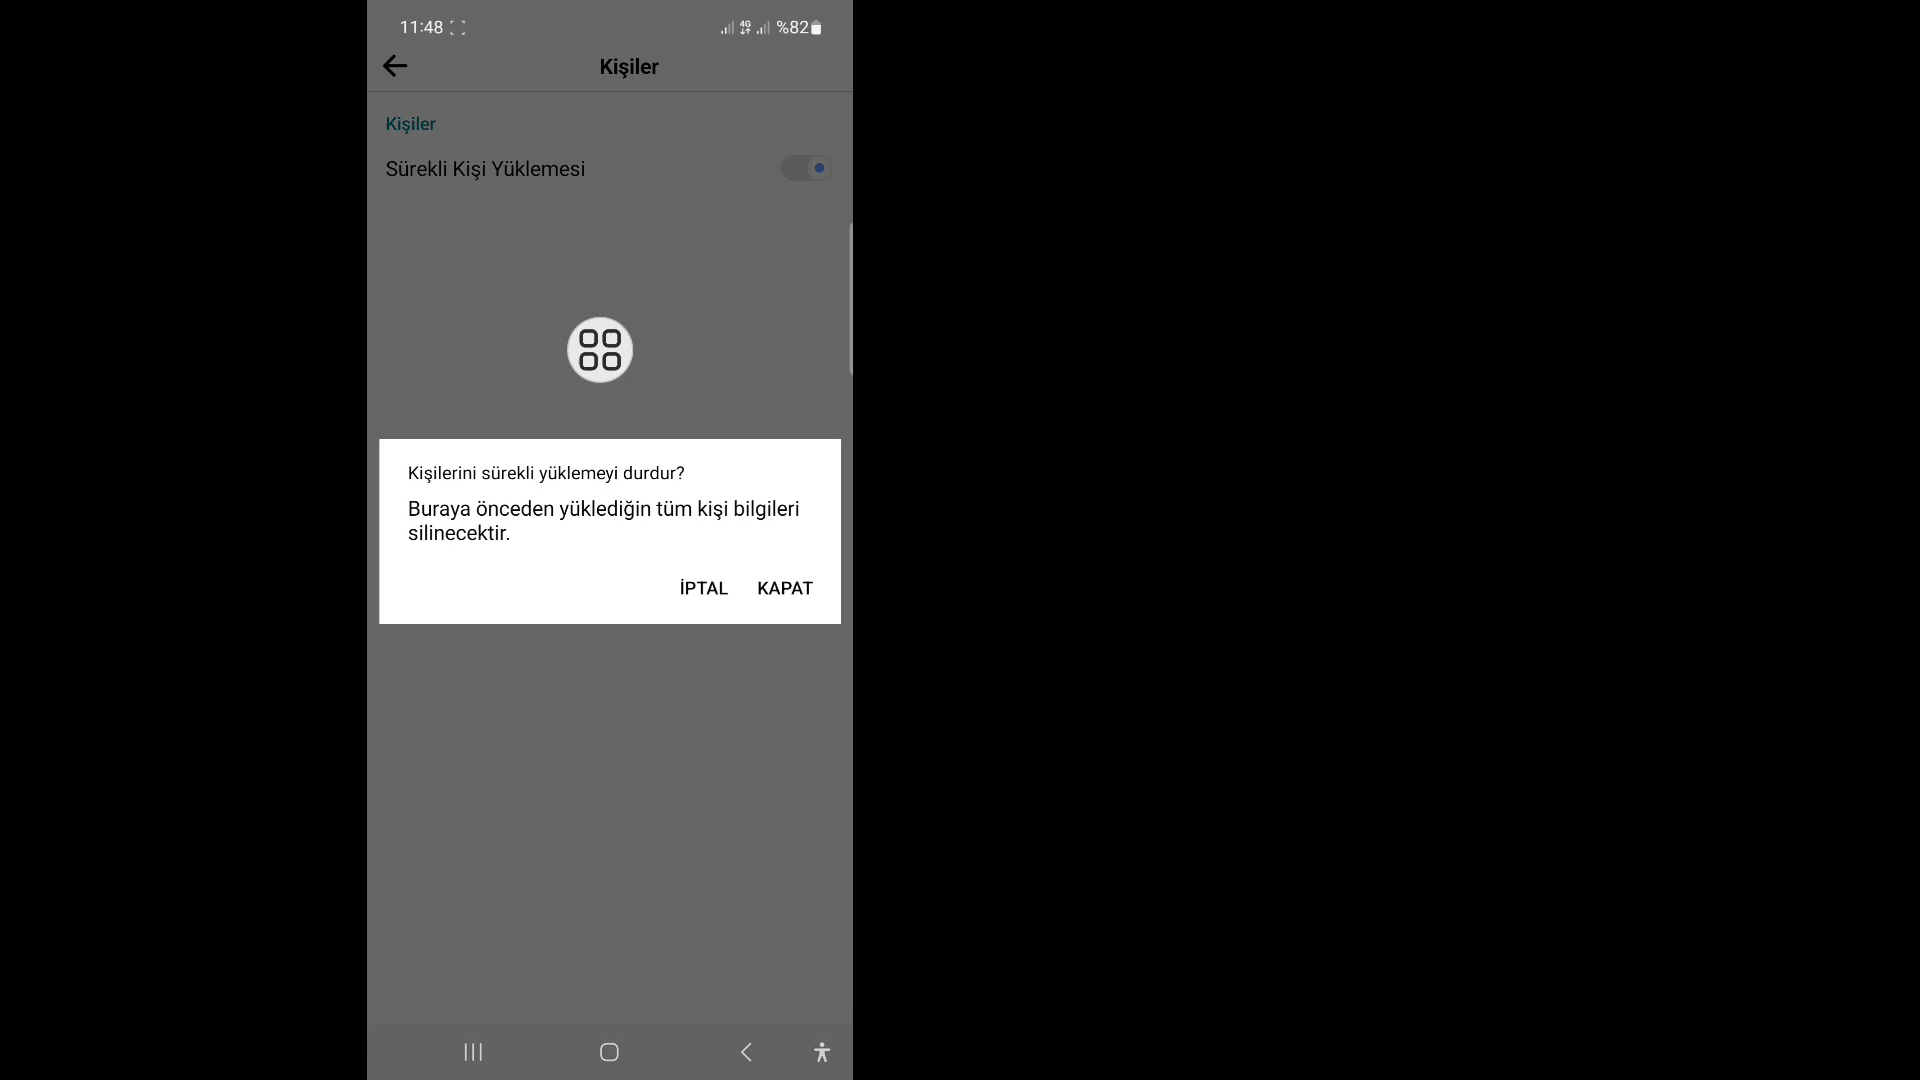 11:48
4G
%82
Kişiler
Kişiler
Sürekli Kişi Yüklemesi
Kişilerini sürekli yüklemeyi durdur?
Buraya önceden yüklediğin tüm kişi bilgileri
silinecektir.
İPTAL KAPAT